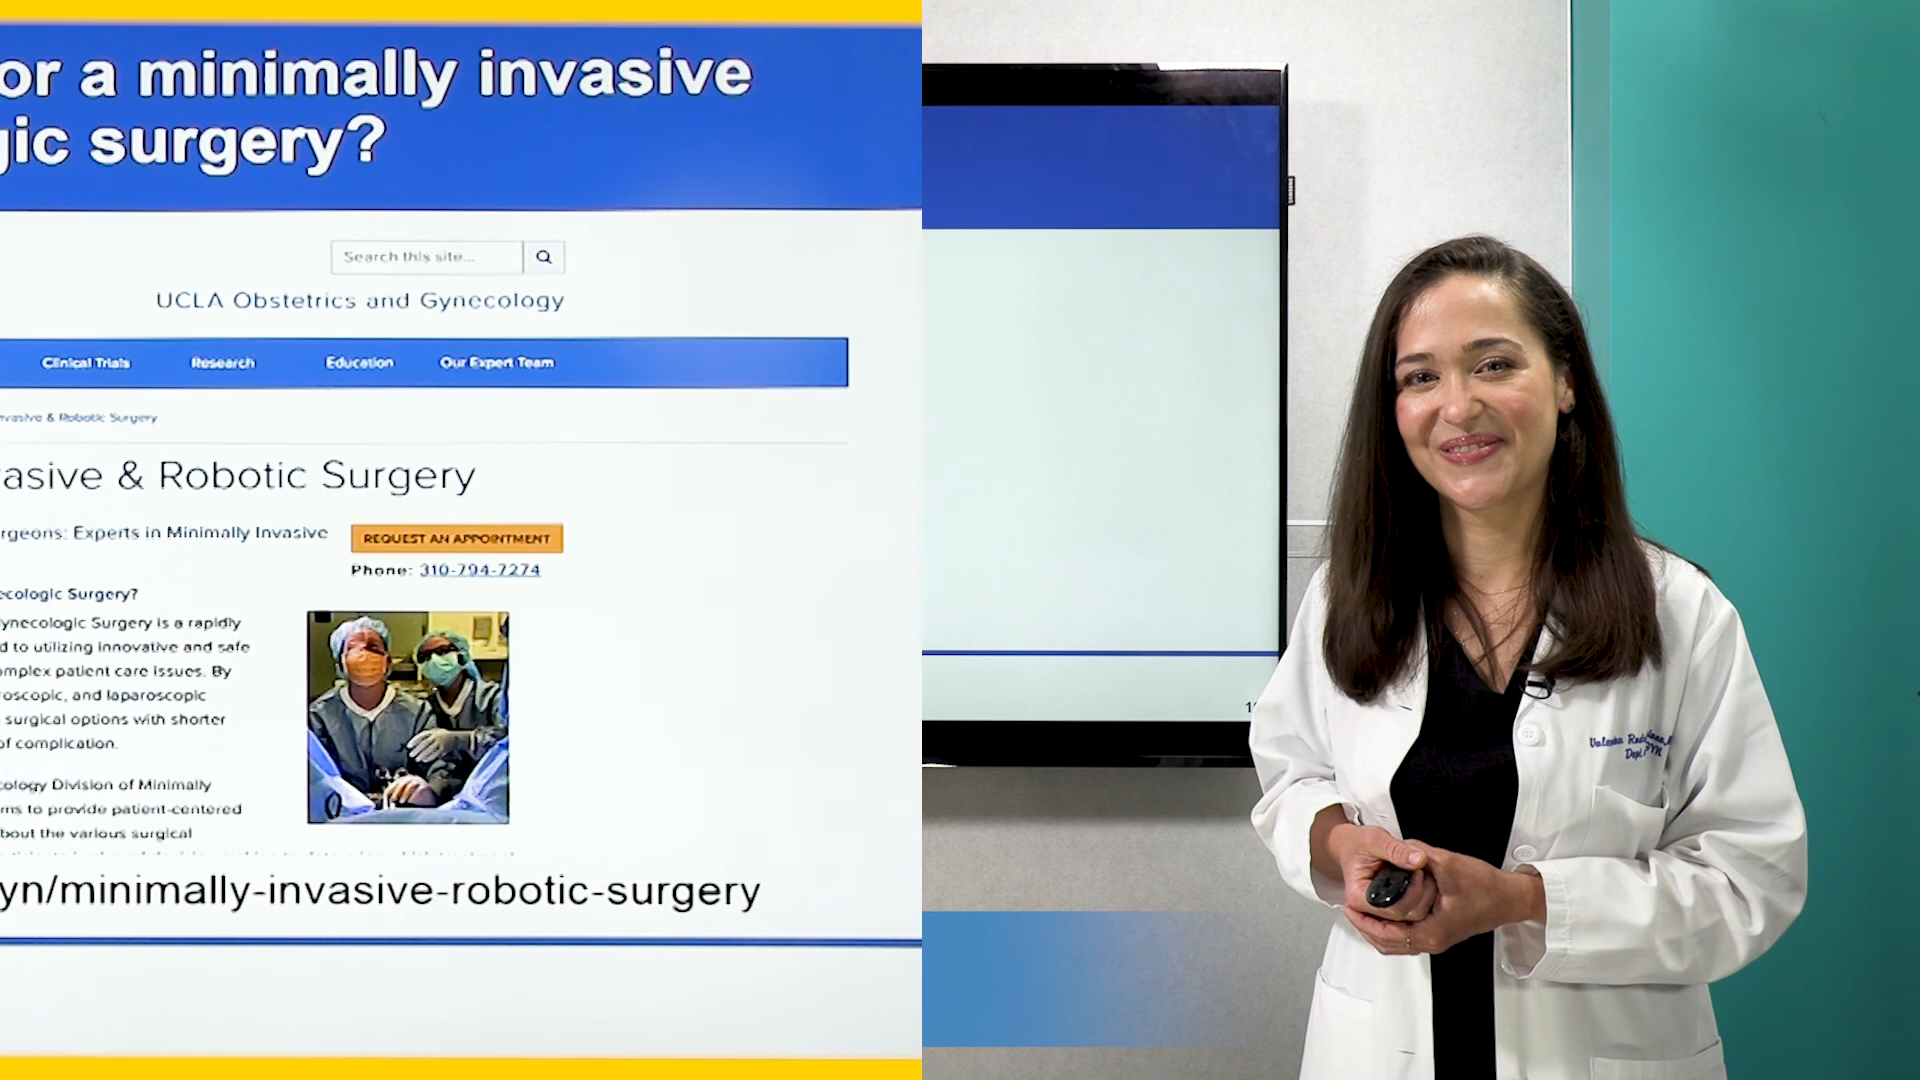 or a minimally invasive
gic surgery?
Search this site...
UCLA Obstetrics and Gynecology
Clinical Trials Research Education Our Expert Team
nvasive & Robotic Surgery
asive & Robotic Surgery
rgeons: Experts in Minimally Invasive
REQUEST AN APPOINTMENT
Phone: 310-794-7274
ecologic Surgery?
ynecologic Surgery is a rapidly
d to utilizing innovative and safe
omplex patient care issues. By
roscopic, and laparoscopic
surgical options with shorter
of complication.
cology Division of Minimally
ms to provide patient-centered
bout the various surgical
yn/minimally-invasive-robotic-surgery
Dept